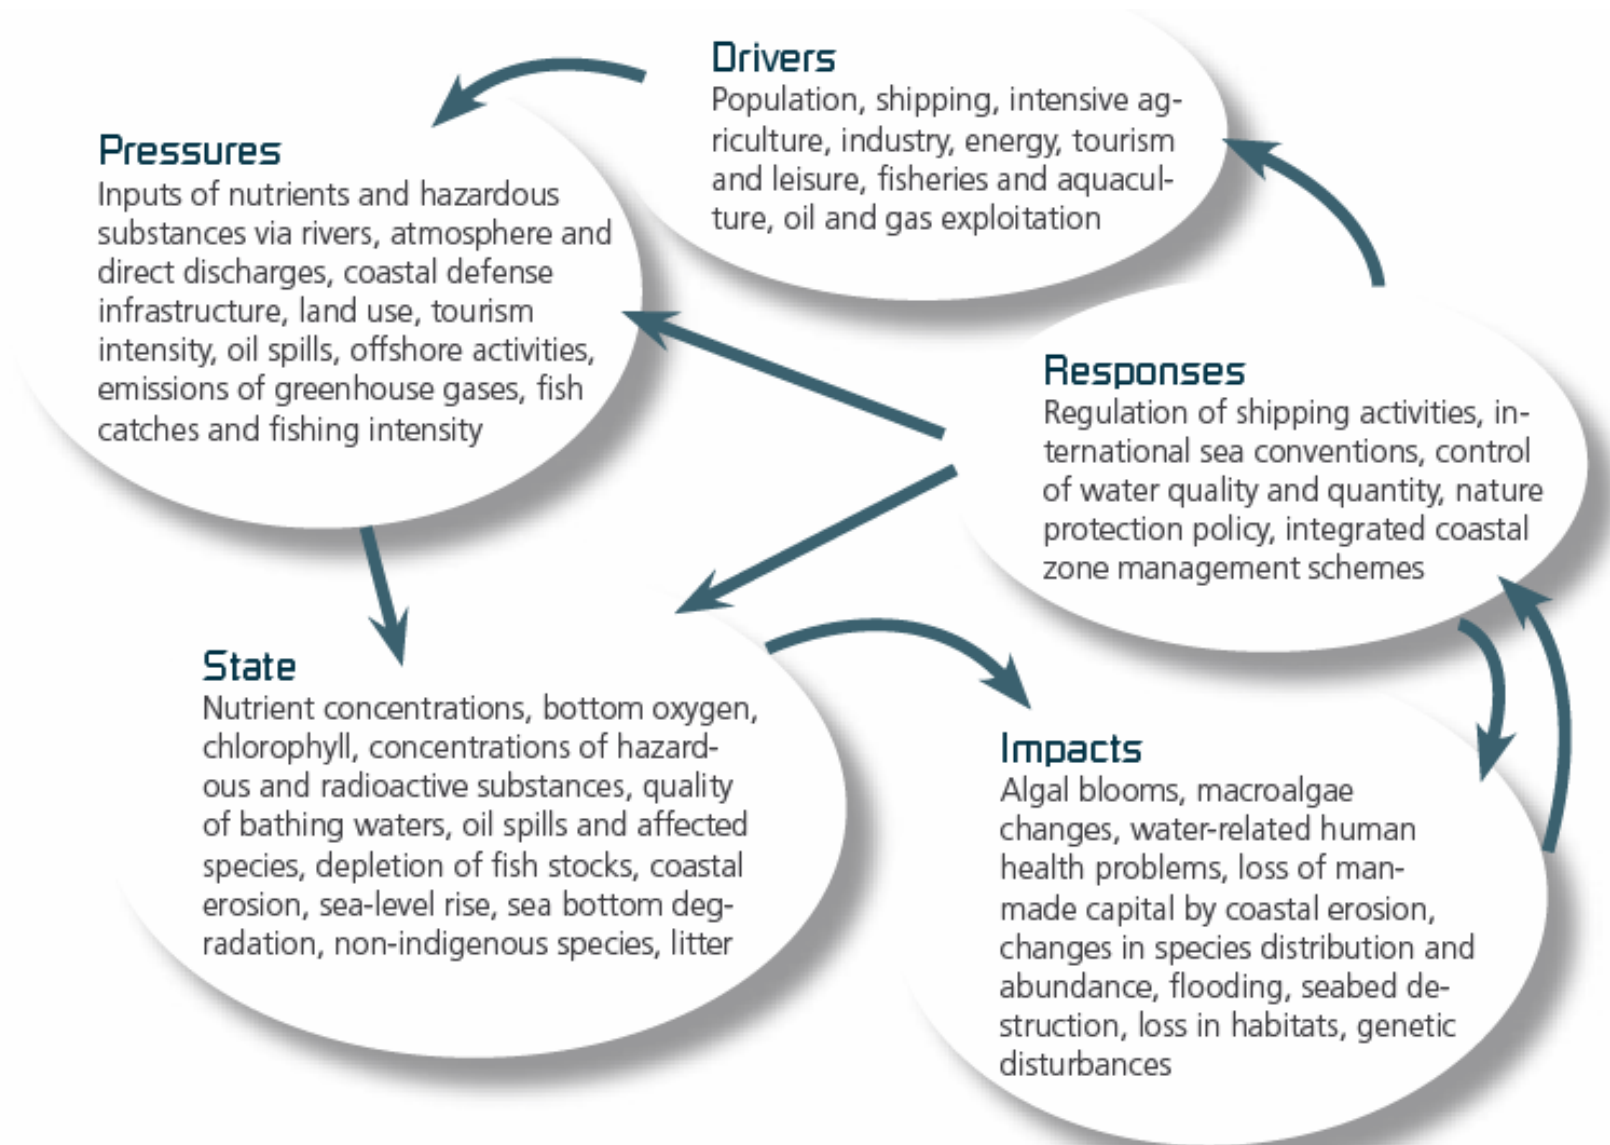 Drivers
Population, shipping, intensive ag-
riculture, industry, energy, tourism
and leisure, fisheries and aquacul-
ture, oil and gas exploitation
Pressures
Inputs of nutrients and hazardous
substances via rivers, atmosphere and
direct discharges, coastal defense
infrastructure, land use, tourism
intensity, oil spills, offshore activities,
emissions of greenhouse gases, fish
catches and fishing intensity
Responses
Regulation of shipping activities, in-
ternational sea conventions, control
of water quality and quantity, nature
protection policy, integrated coastal
zone management schemes
State
Nutrient concentrations, bottom oxygen,
chlorophyll, concentrations of hazard-
ous and radioactive substances, quality
of bathing waters, oil spills and affected
species, depletion of fish stocks, coastal
erosion, sea-level rise, sea bottom deg-
radation, non-indigenous species, litter
Impacts
Algal blooms, macroalgae
changes, water-related human
health problems, loss of man-
made capital by coastal erosion,
changes in species distribution and
abundance, flooding, seabed de-
struction, loss in habitats, genetic
disturbances